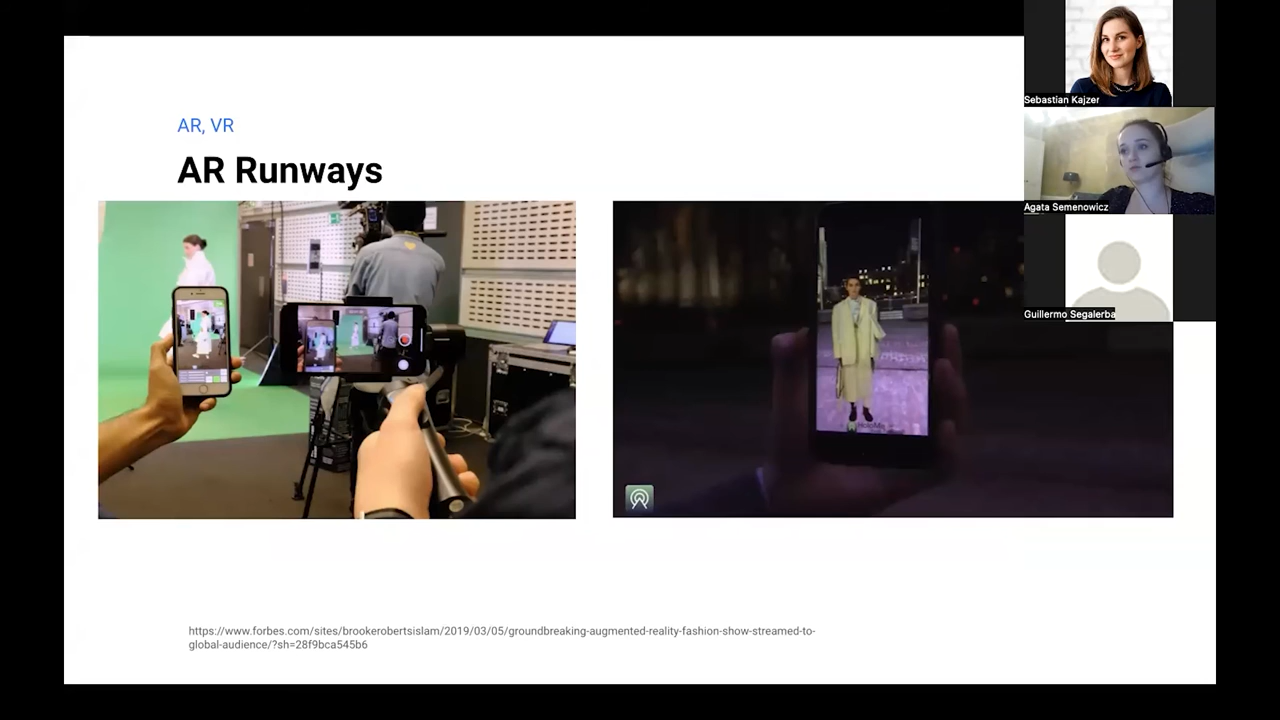 AR, VR
AR Runways
Sebastian Kajzer
Agata Semenowicz
Guillermo Segalerba
HoloMe
https://www.forbes.com/sites/brookerobertsislam/2019/03/05/groundbreaking-augmented-reality-fashion-show-streamed-to-
global-audience/?sh=28f9bca545b6